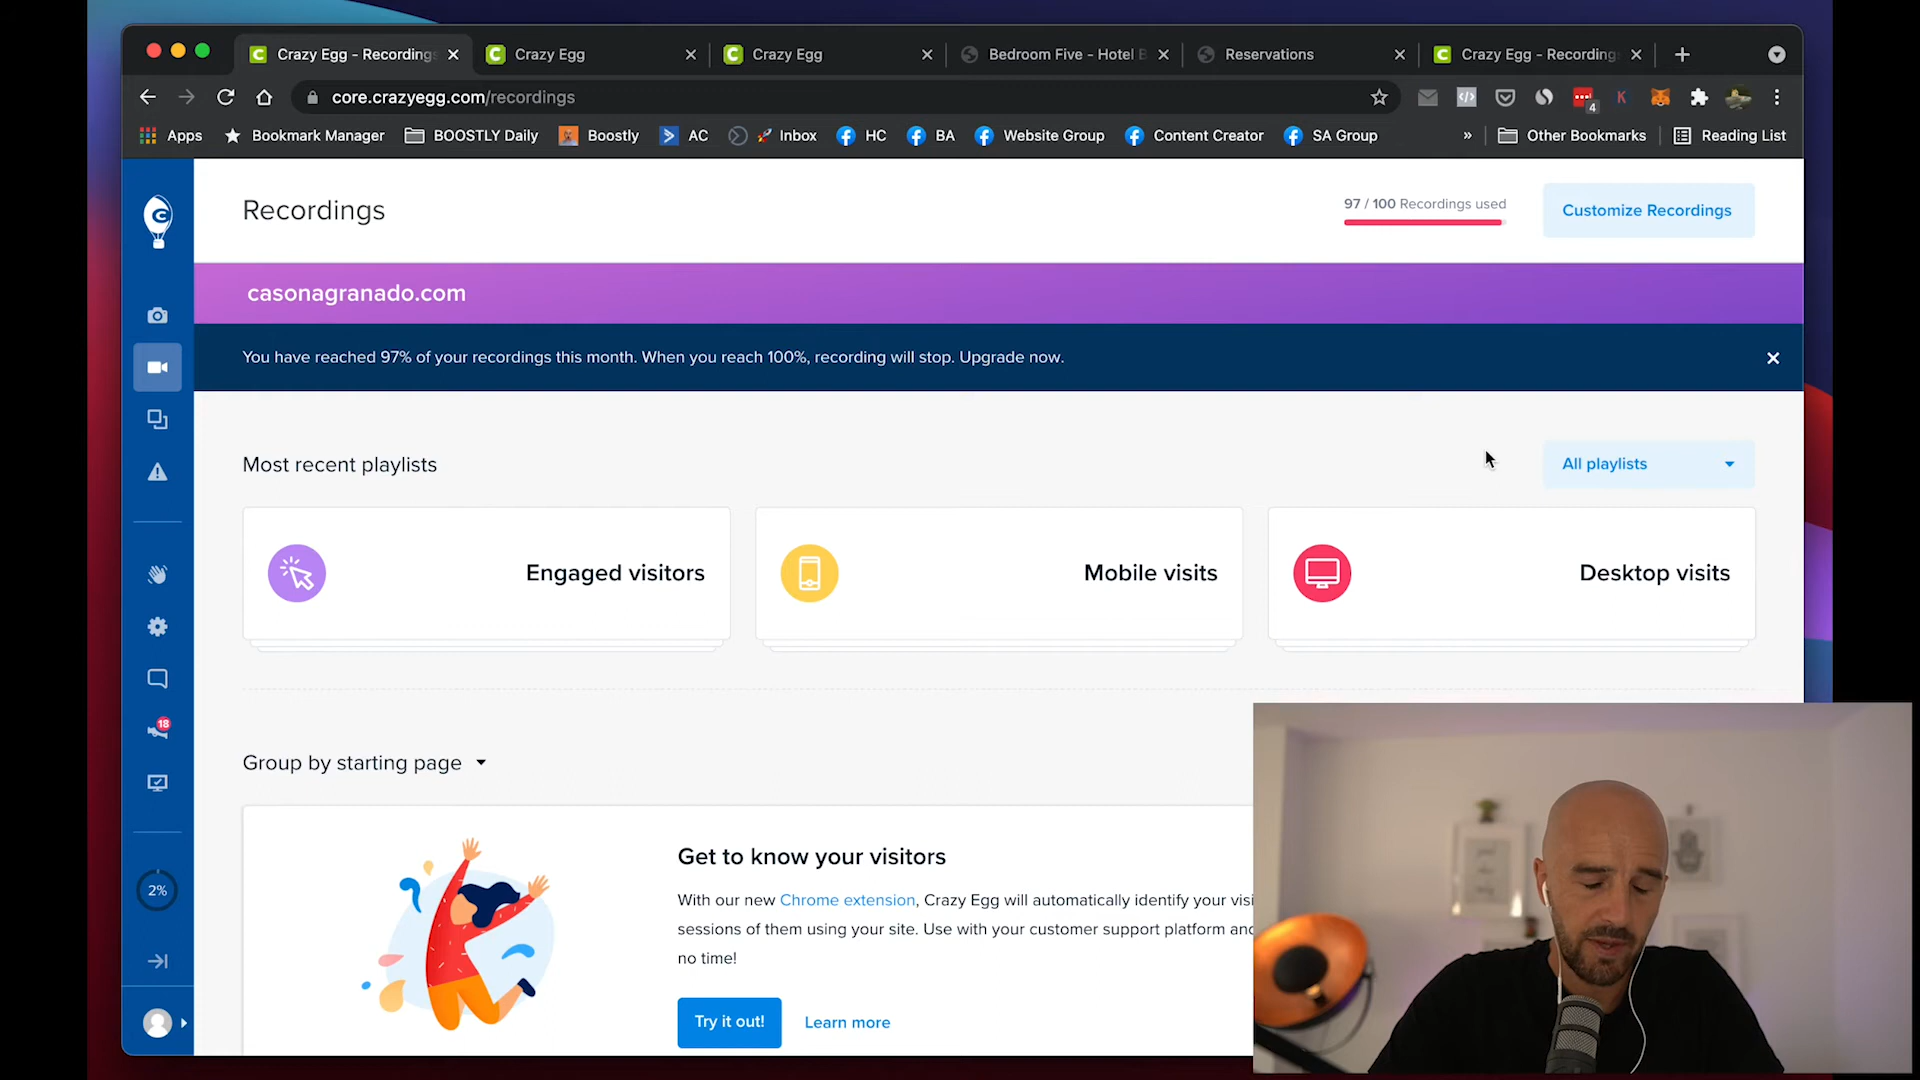 Crazy Egg - Recordings
Crazy Egg
Crazy Egg
Bedroom Five - Hotel B
Reservations
Crazy Egg - Recording
core.crazyegg.com/recordings
4
Apps
Bookmark Manager
BOOSTLY Daily
Boostly
AC
Inbox
HC
BA
Website Group
Content Creator
SA Group
»
Other Bookmarks
Reading List
Recordings
97 / 100 Recordings used
Customize Recordings
casonagranado.com
You have reached 97% of your recordings this month. When you reach 100%, recording will stop. Upgrade now.
Most recent playlists
All playlists
Engaged visitors
Mobile visits
Desktop visits
18
Group by starting page
Get to know your visitors
With our new Chrome extension, Crazy Egg will automatically identify your visi
sessions of them using your site. Use with your customer support platform and
no time!
2%
Try it out!
Learn more